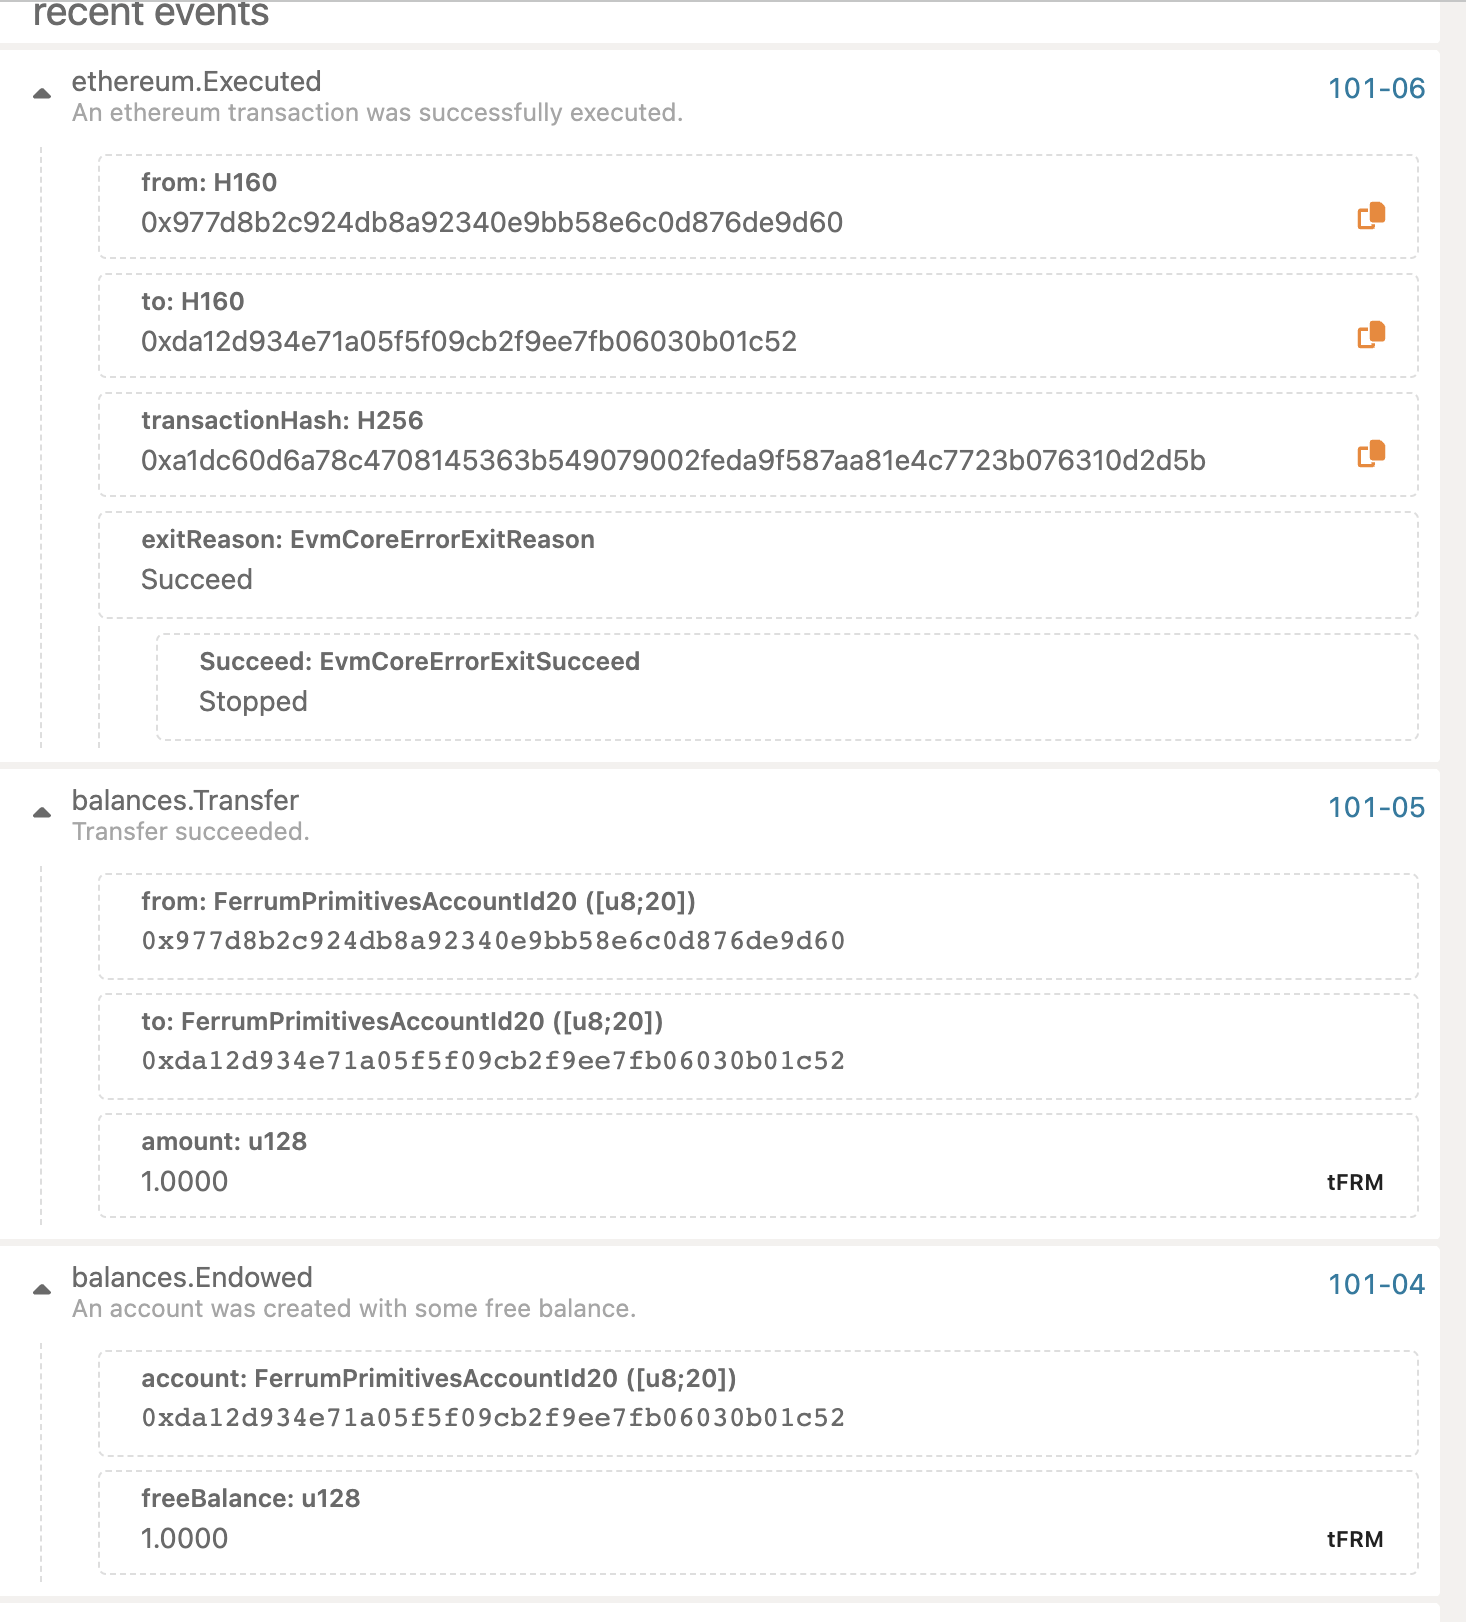 recent events
ethereum.Executed
101-06
An ethereum transaction was successfully executed.
from: H160
0x977d8b2c924db8a92340e9bb58e6c0d876de9d60
to: H160
0xda12d934e71a05f5f09cb2f9ee7fb06030b01c52
transactionHash: H256
0xa1dc60d6a78c4708145363b549079002feda9f587aa81e4c7723b076310d2d5b
exitReason: EvmCoreErrorExitReason
Succeed
Succeed: EvmCoreErrorExitSucceed
Stopped
balances.Transfer
101-05
Transfer succeeded.
from: FerrumPrimitivesAccountId20 ([u8;20])
0x977d8b2c924db8a92340e9bb58e6c0d876de9d60
to: FerrumPrimitivesAccountId20 ([u8;20])
0xda12d934e71a05f5f09cb2f9ee7fb06030b01c52
amount: u128
1.0000
tFRM
balances.Endowed
101-04
An account was created with some free balance.
account: FerrumPrimitivesAccountId20 ([u8;20])
0xda12d934e71a05f5f09cb2f9ee7fb06030b01c52
freeBalance: u128
1.0000
tFRM